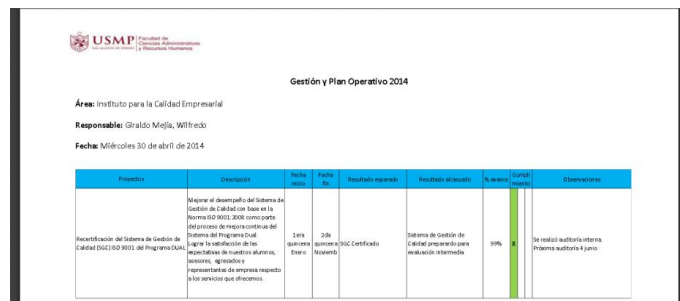 USMP Facultad de
Ciencias Administrativas
y Recursos Humanos
Gestión y Plan Operativo 2014
Área: Instituto para la Calidad Empresarial
Responsable: Giraldo Mejía, Wilfredo
Fecha: Miércoles 30 de abril de 2014
Proyectos
Descripción
Fecha
inicio
Fecha
fin
Resultado esperado
Resultado alcanzado
% avance
Cumpli
miento
Observaciones
Recertificación del Sistema de Gestión de
Calidad (SGC) ISO 9001 del Programa DUAL
Mejorar el desempeño del Sistema de
Gestión de Calidad con base en la
Norma ISO 9001:2008 como parte
del proceso de mejora continua del
Sistema del Programa Dual.
Lograr la satisfacción de las
expectativas de nuestros alumnos,
asesores, egresados y
representantes de empresa respecto
a los servicios que ofrecemos.
1era
quincena
Enero
2da
quincena
Noviemb
SGC Certificado
Sistema de Gestión de
Calidad preparando para
evaluación intermedia
99%
X
Se realizó auditoría interna.
Próxima auditoría 4 junio